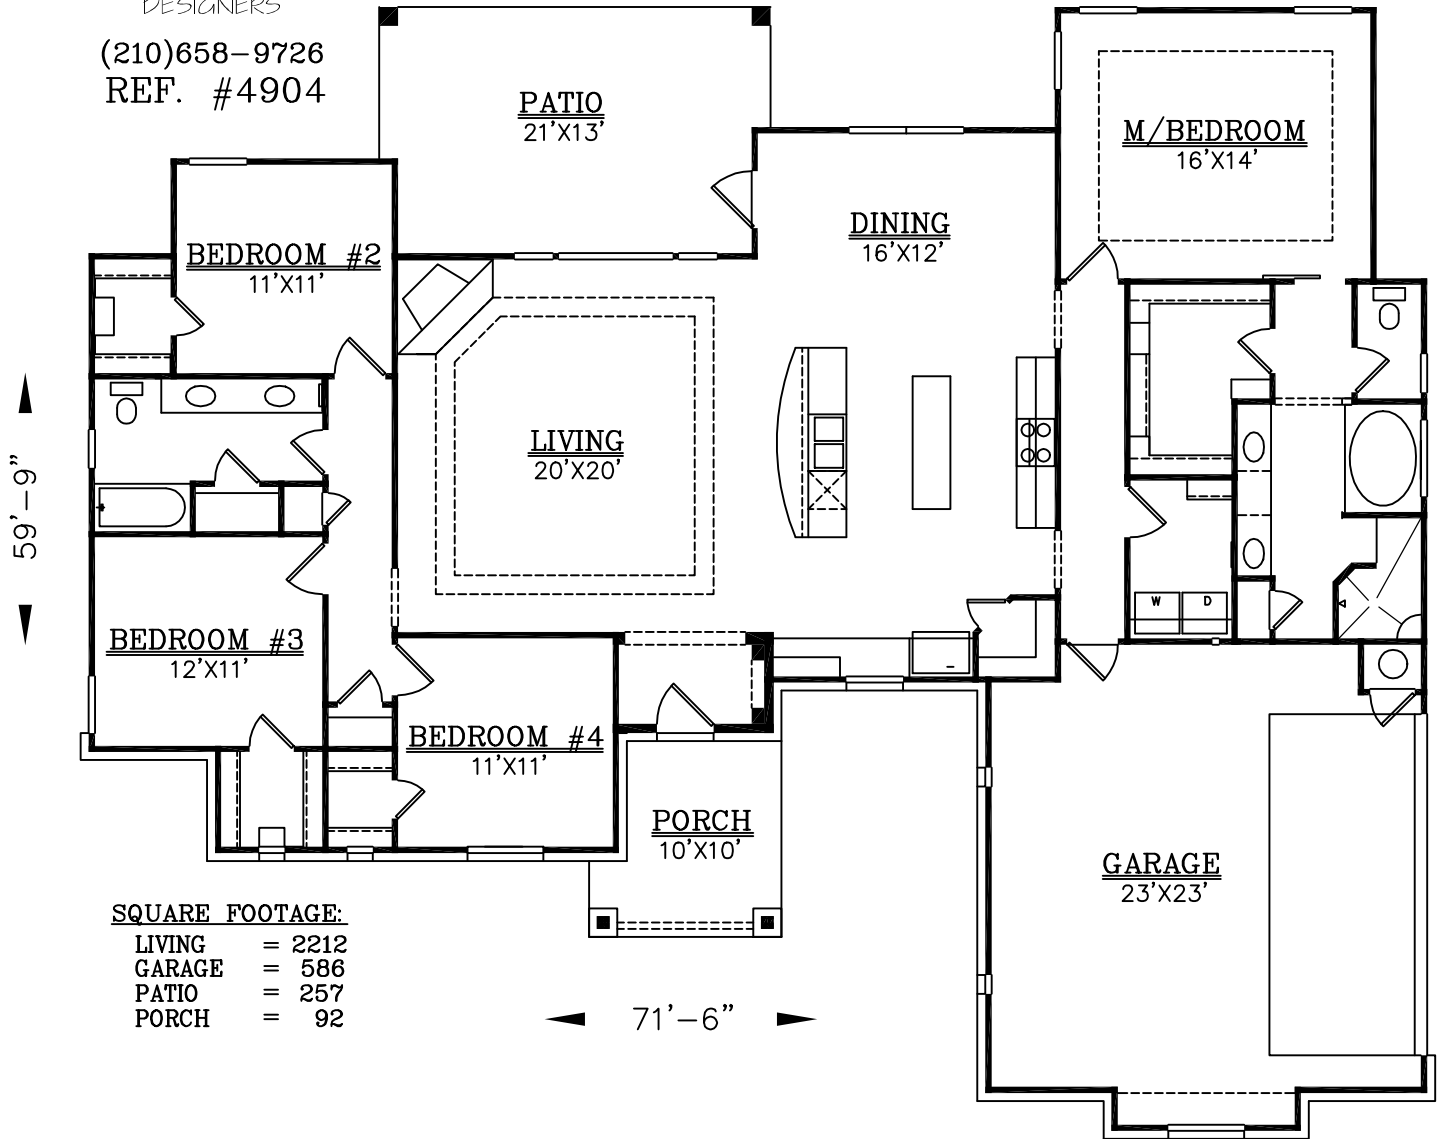 DESIGNERS
(210)658-9726
REF. #4904
PATIO
21'X13'
M/BEDROOM
16'X14'
DINING
16'X12'
BEDROOM #2
11'X11'
LIVING
20'X20'
59'-9"
W D
BEDROOM #3
12'X11'
BEDROOM #4
11'X11'
PORCH
10'X10'
GARAGE
23'X23'
SQUARE FOOTAGE:
LIVING = 2212
GARAGE = 586
PATIO = 257
PORCH = 92
71'-6"